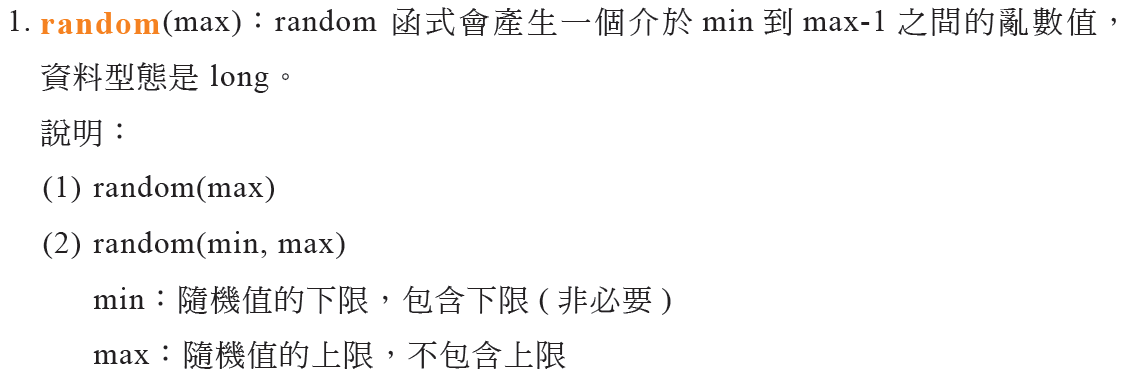 1. random(max)：random 函式會產生一個介於 min 到 max-1 之間的亂數值，
資料型態是 long。
說明：
(1) random(max)
(2) random(min, max)
min：隨機值的下限，包含下限 ( 非必要 )
max：隨機值的上限，不包含上限